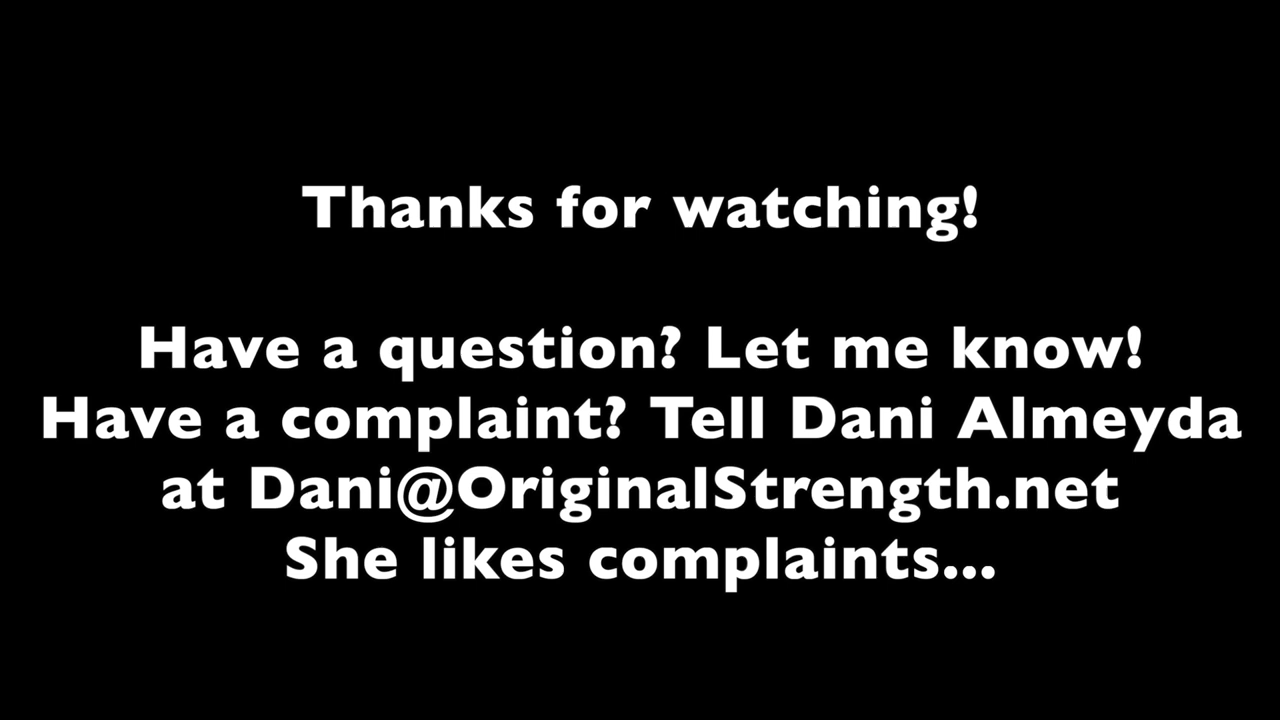 Thanks for watching!
Have a question? Let me know!
Have a complaint? Tell Dani Almeyda
at Dani@OriginalStrength.net
She likes complaints...